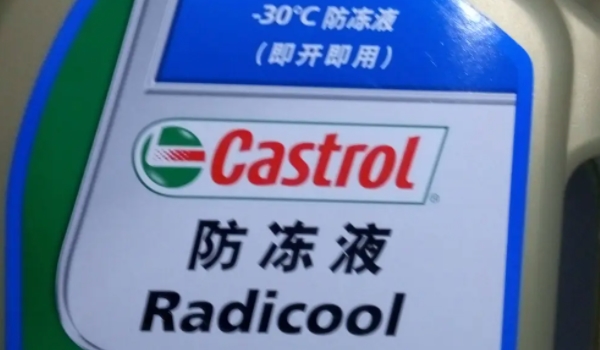 -30℃ 防冻液
（即开即用）
Castrol
防冻液
Radicool